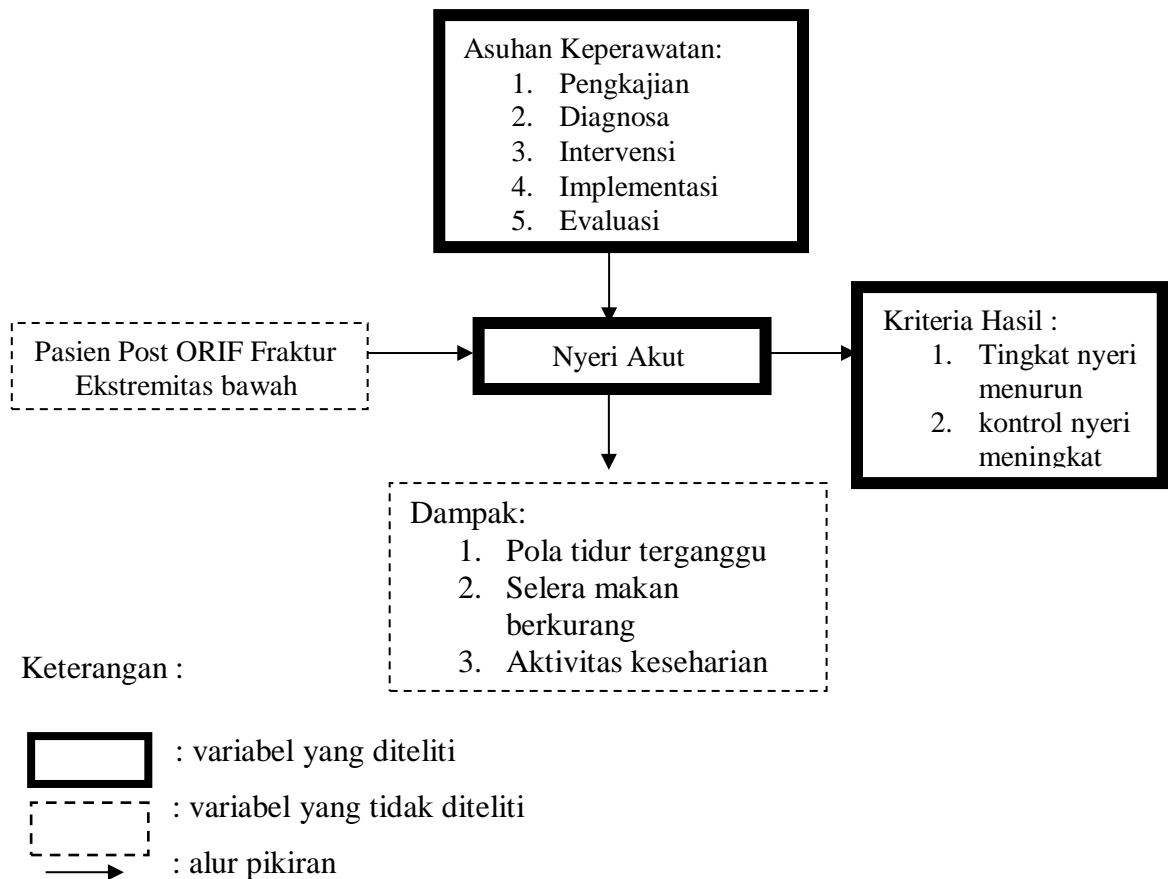 Asuhan Keperawatan:
1. Pengkajian
2. Diagnosa
3. Intervensi
4. Implementasi
5. Evaluasi
Pasien Post ORIF Fraktur
Ekstremitas bawah
Nyeri Akut
Kriteria Hasil :
1. Tingkat nyeri
menurun
2. kontrol nyeri
meningkat
Dampak:
1. Pola tidur terganggu
2. Selera makan
berkurang
3. Aktivitas keseharian
Keterangan :
: variabel yang diteliti
: variabel yang tidak diteliti
: alur pikiran